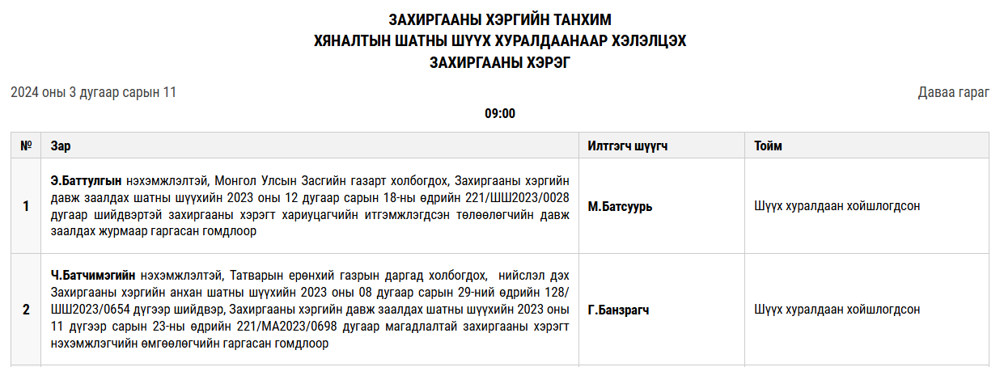 ЗАХИРГААНЫ ХЭРГИЙН ТАНХИМ
ХЯНАЛТЫН ШАТНЫ ШҮҮХ ХУРАЛДААНААР ХЭЛЭЛЦЭХ
ЗАХИРГААНЫ ХЭРЭГ
2024 оны 3 дугаар сарын 11
Даваа гараг
09:00
№ Зар Илтгэгч шүүгч Тойм
1
Э.Баттулгын нэхэмжлэлтэй, Монгол Улсын Засгийн газарт холбогдох, Захиргааны хэргийн
давж заалдах шатны шүүхийн 2023 оны 12 дугаар сарын 18-ны өдрийн 221/ШШ2023/0028
дугаар шийдвэртэй захиргааны хэрэгт хариуцагчийн итгэмжлэгдсэн төлөөлөгчийн давж
заалдах журмаар гаргасан гомдлоор
М.Батсуурь
Шүүх хуралдаан хойшлогдсон
2
Ч.Батчимэгийн нэхэмжлэлтэй, Татварын ерөнхий газрын даргад холбогдох, нийслэл дэх
Захиргааны хэргийн анхан шатны шүүхийн 2023 оны 08 дугаар сарын 29-ний өдрийн 128/
ШШ2023/0654 дүгээр шийдвэр, Захиргааны хэргийн давж заалдах шатны шүүхийн 2023 оны
11 дүгээр сарын 23-ны өдрийн 221/МА2023/0698 дугаар магадлалтай захиргааны хэрэгт
нэхэмжлэгчийн өмгөөлөгчийн гаргасан гомдлоор
Г.Банзрагч
Шүүх хуралдаан хойшлогдсон